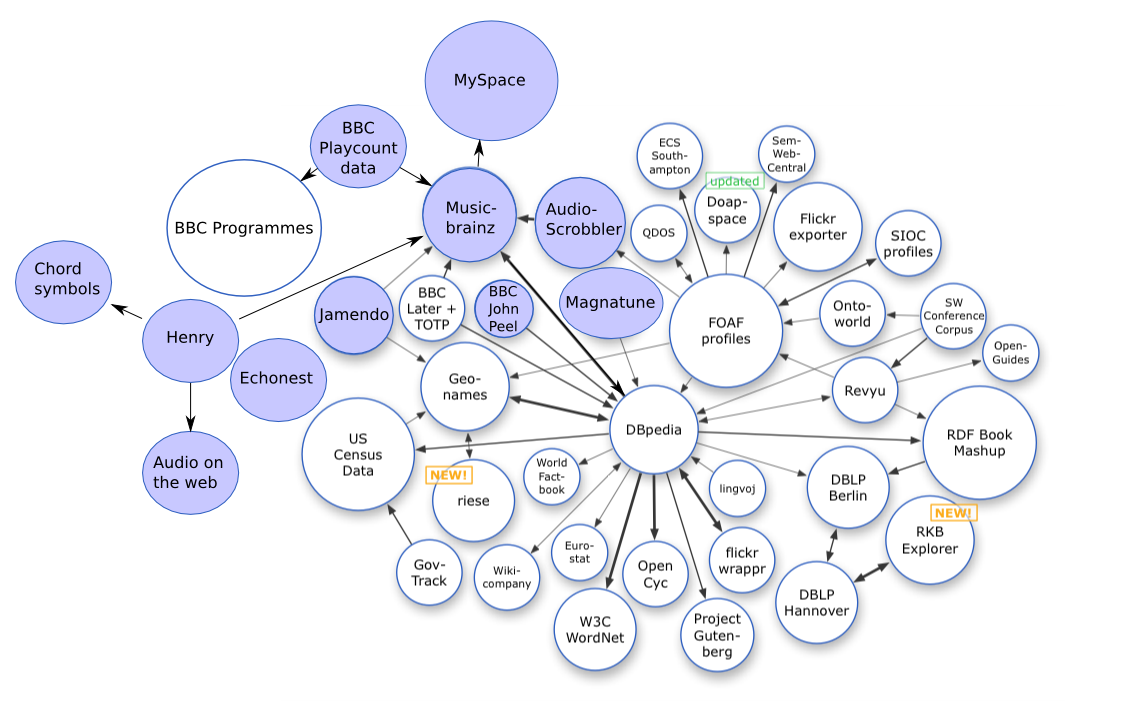 MySpace
BBC
Playcount
data
ECS
South-
ampton
Sem-
Web-
Central
updated
Doap-
space
Music-
brainz
Audio-
Scrobbler
BBC Programmes
QDOS
Flickr
exporter
SIOC
profiles
Chord
symbols
Henry
Jamendo
BBC
Later +
TOTP
BBC
John
Peel
Magnatune
FOAF
profiles
Onto-
world
SW
Conference
Corpus
Open-
Guides
Echonest
Geo-
names
Revyu
DBpedia
RDF Book
Mashup
US
Census
Data
Audio on
the web
NEW!
riese
World
Fact-
book
lingvoj
DBLP
Berlin
NEW!
RKB
Explorer
Gov-
Track
Wiki-
company
Euro-
stat
Open
Cyc
flickr
wrappr
DBLP
Hannover
W3C
WordNet
Project
Guten-
berg